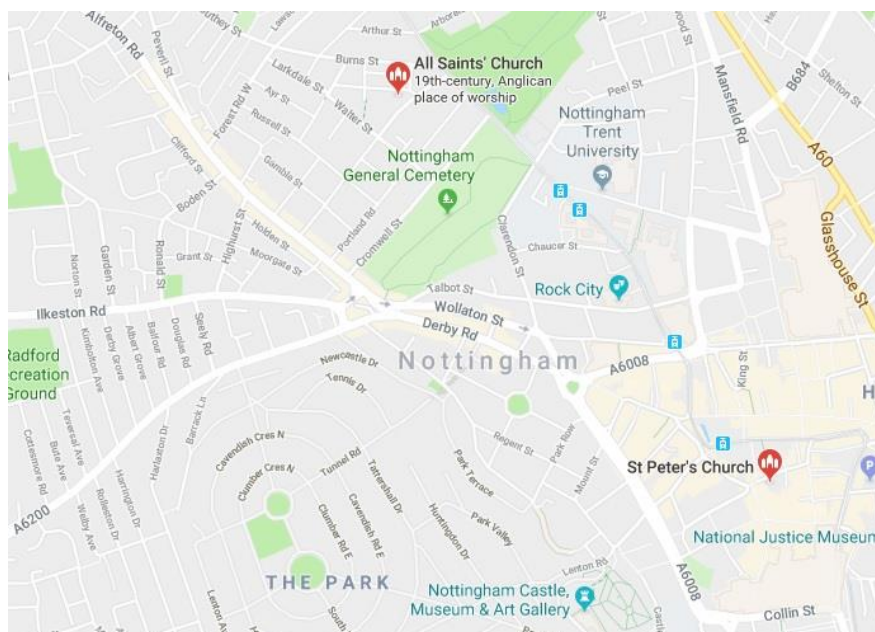 Alfreton Rd
Peveril St
Burns St
Arthur St
All Saints' Church
19th-century, Anglican
place of worship
Larkdale St
Walter St
Ayr St
Russell St
Forest Rd W
Gamble St
Clifford St
Boden St
Holden St
Highurst St
Moorgate St
Grant St
Ronald St
Portland Rd
Cromwell St
Nottingham
General Cemetery
Peel St
Nottingham
Trent
University
Mansfield Rd
B684
Shelton St
A60
Glasshouse St
Clarendon St
Chaucer St
Talbot St
Rock City
Wollaton St
Derby Rd
Nottingham
A6008
King St
Ilkeston Rd
Norton St
Garden St
Kimbolton Ave
Derby Grove
Albert Grove
Balfour Rd
Douglas Rd
Seely Rd
Radford
Ground
Newcastle Dr
Tennis Dr
Barrack Ln
Cavendish Cres N
Clumber Cres N
Tunnel Rd
Tattershall Dr
Cavendish Rd E
Clumber Rd E
Huntingdon Dr
Park Terrace
Park Valley
Regent St
Park Row
Mount St
St Peter's Church
P
National Justice Museum
Cottesmore Rd
Bute Ave
Teversal Ave
Welby Ave
Rolleston Dr
Harrington Dr
Harlaxton Dr
A6200
THE PARK
Lenton Ave
Lenton Rd
Nottingham Castle,
Museum & Art Gallery
A6008
Collin St